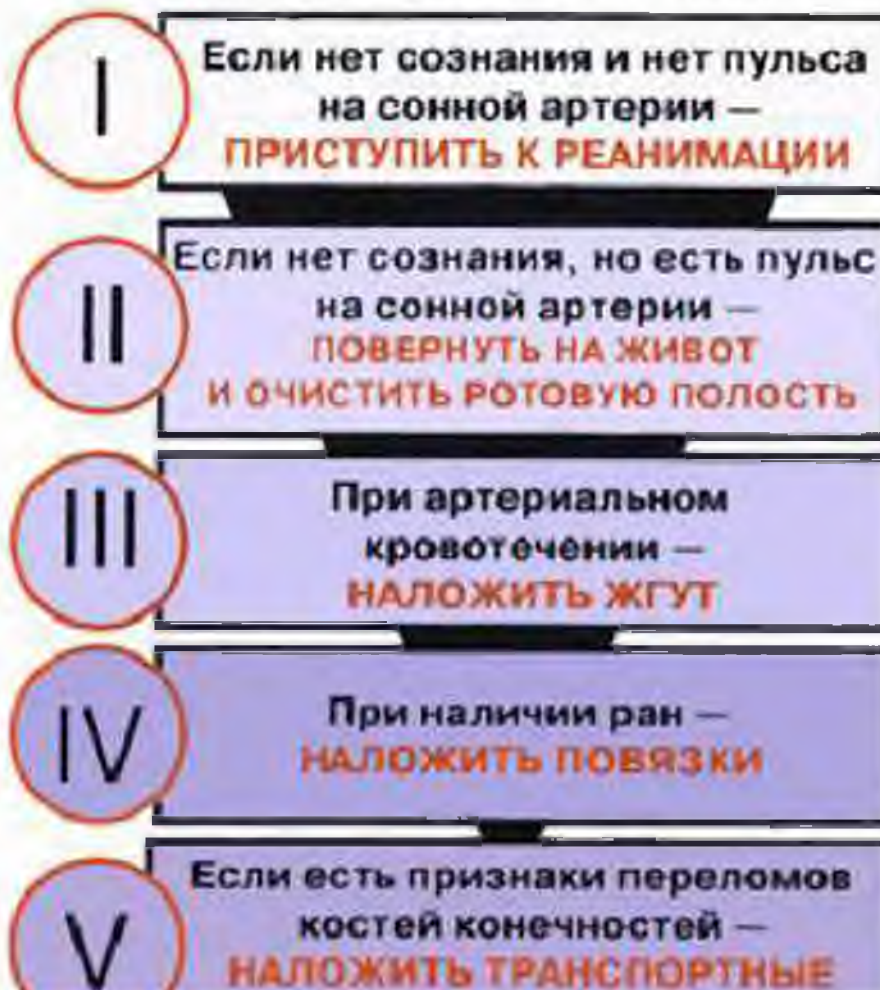 I
Если нет сознания и нет пульса
на сонной артерии —
ПРИСТУПИТЬ К РЕАНИМАЦИИ
II
Если нет сознания, но есть пульс
на сонной артерии —
ПОВЕРНУТЬ НА ЖИВОТ
И ОЧИСТИТЬ РОТОВУЮ ПОЛОСТЬ
III
При артериальном
кровотечении —
НАЛОЖИТЬ ЖГУТ
IV
При наличии ран —
НАЛОЖИТЬ ПОВЯЗКИ
V
Если есть признаки переломов
костей конечностей —
НАЛОЖИТЬ ТРАНСПОРТНЫЕ